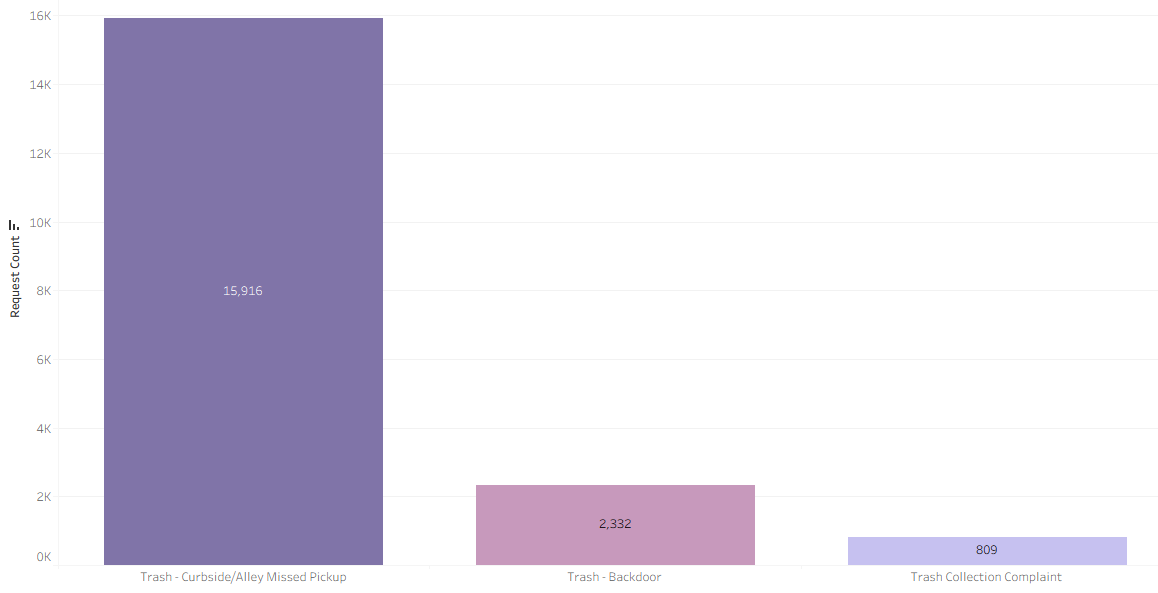 16K
14K
12K
10K
8K
6K
4K
2K
0K
Request Count
15,916
2,332
809
Trash - Curbside/Alley Missed Pickup
Trash - Backdoor
Trash Collection Complaint